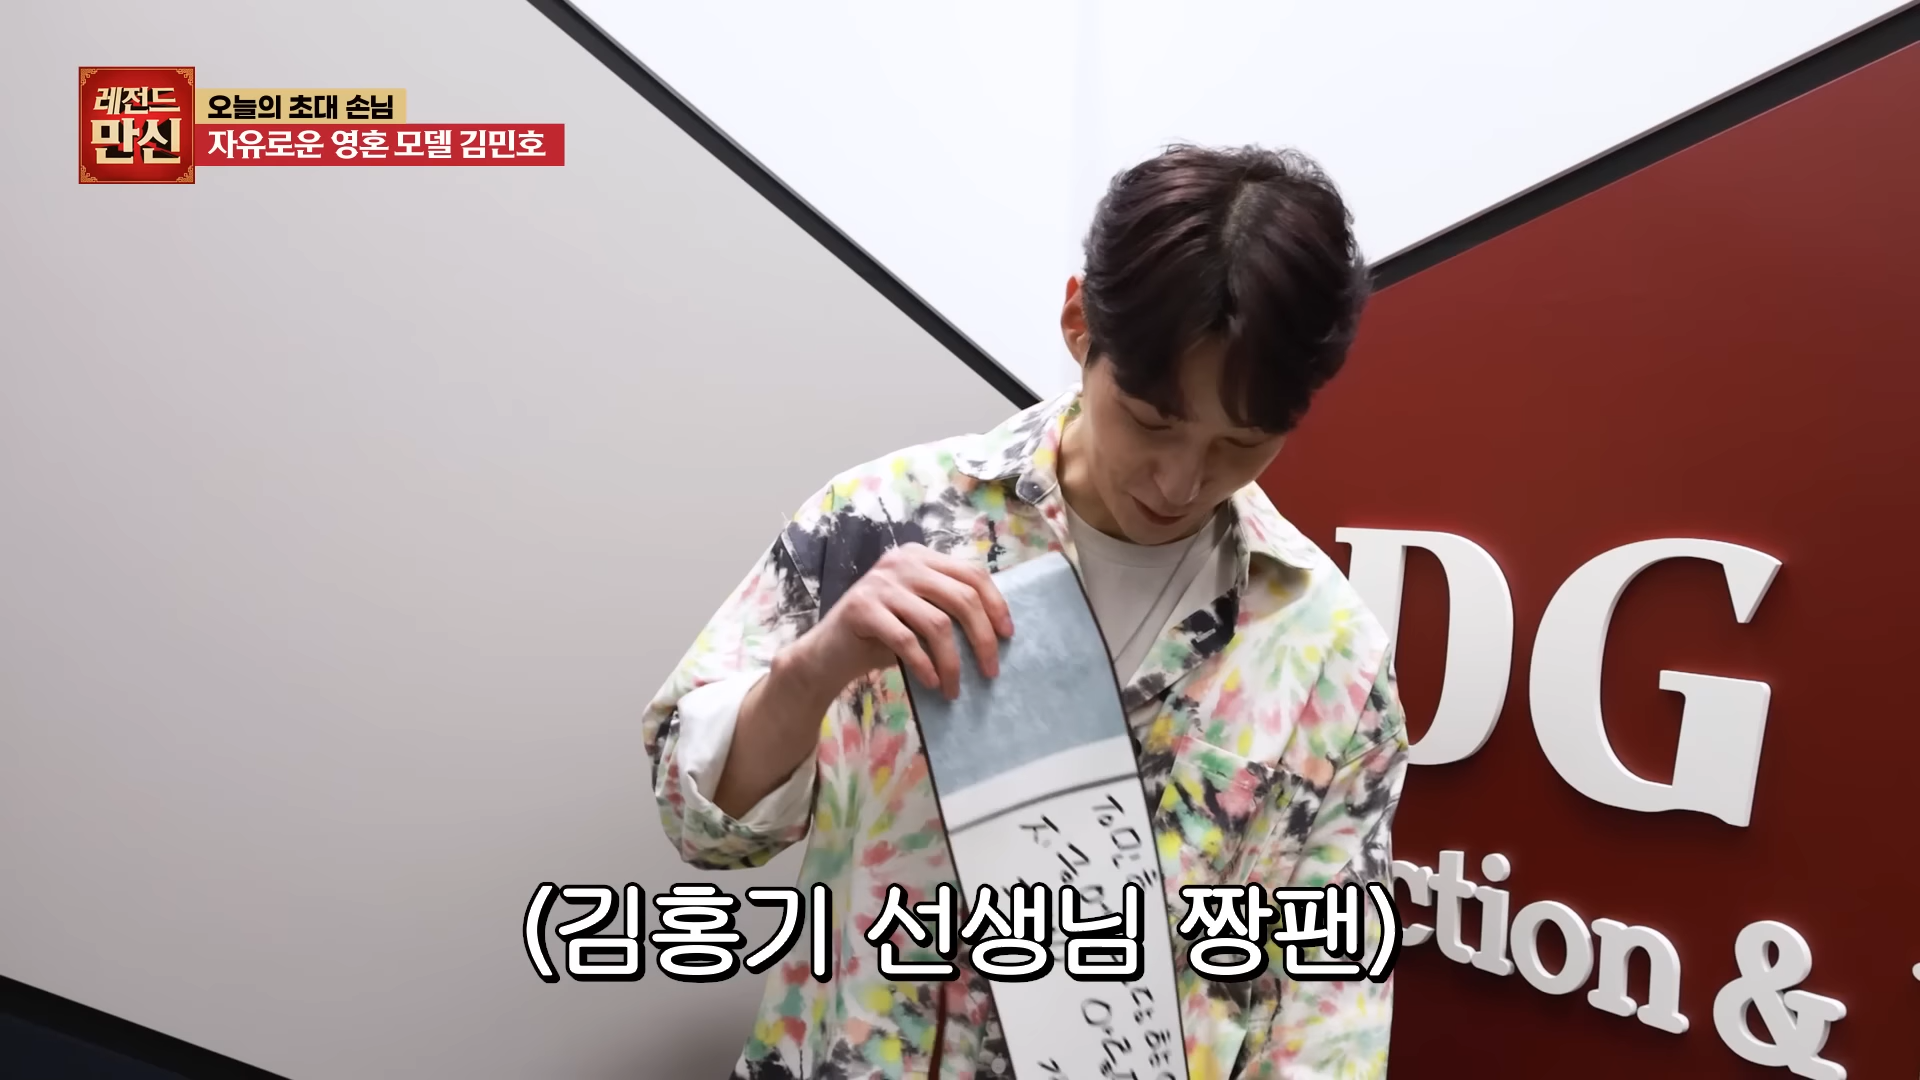 레전드
만신
오늘의 초대 손님
자유로운 영혼 모델 김민호
DG
ction &
(김홍기 선생님 짱팬)